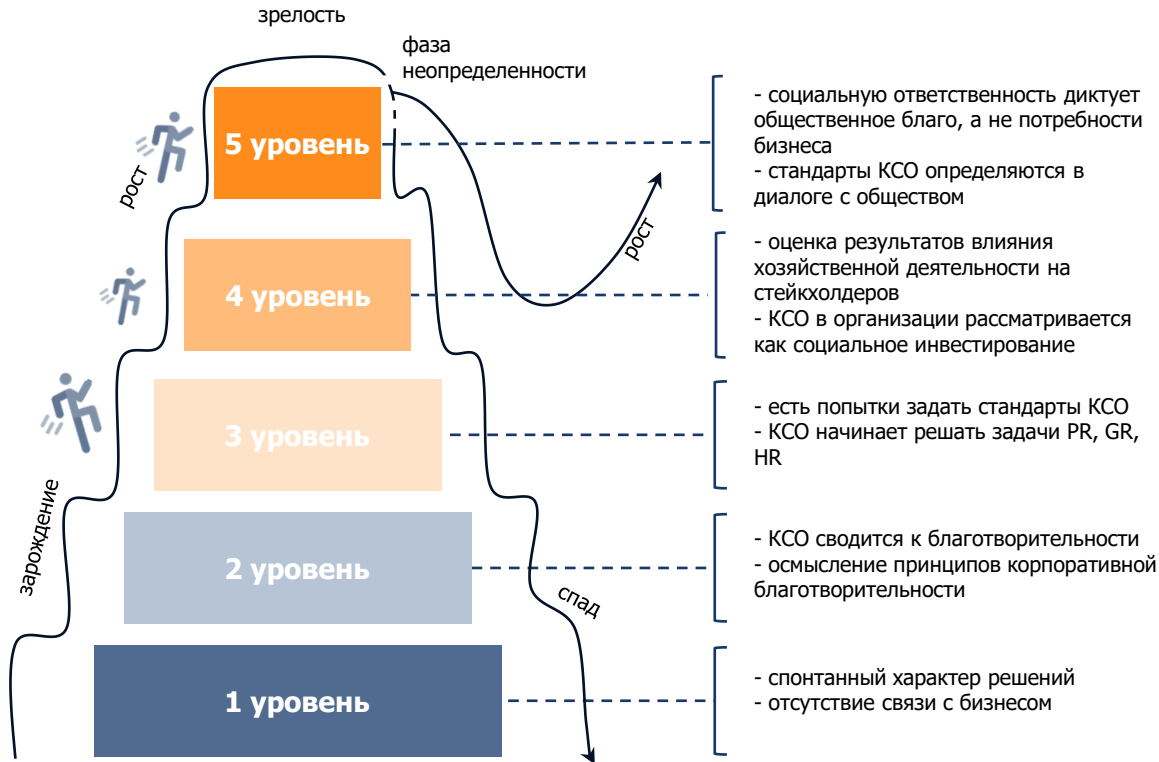 зрелость
фаза
неопределенности
5 уровень
рост
- социальную ответственность диктует
общественное благо, а не потребности
бизнеса
- стандарты КСО определяются в
диалоге с обществом
рост
4 уровень
- оценка результатов влияния
хозяйственной деятельности на
стейкхолдеров
- КСО в организации рассматривается
как социальное инвестирование
3 уровень
- есть попытки задать стандарты КСО
- КСО начинает решать задачи PR, GR,
HR
зарождение
2 уровень
- КСО сводится к благотворительности
- осмысление принципов корпоративной
благотворительности
спад
1 уровень
- спонтанный характер решений
- отсутствие связи с бизнесом